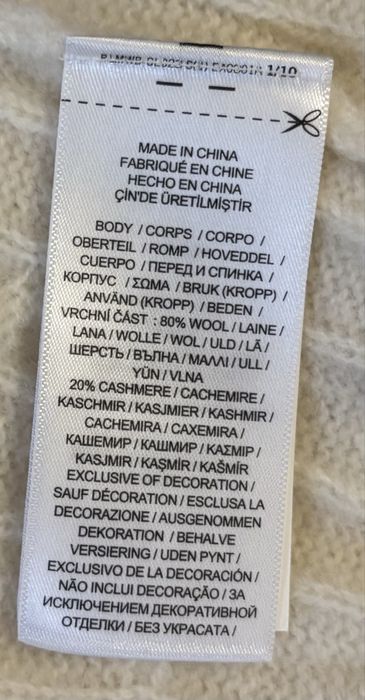 1/10
MADE IN CHINA
FABRIQUÉ EN CHINE
HECHO EN CHINA
ÇİN'DE ÜRETİLMİŞTİR
BODY / CORPS / CORPO /
OBERTEIL / ROMP / HOVEDDEL /
CUERPO / ПЕРЕД И СПИНКА /
КОРПУС / ΣΩΜΑ / BRUK (KROPP) /
ANVÄND (KROPP) / BEDEN /
VRCHNÍ ČÁST : 80% WOOL / LAINE /
LANA / WOLLE / WOL / ULD / LÃ /
ШЕРСТЬ / ВЪЛНА / ΜΑΛΛΙ / ULL /
YÜN / VLNA
20% CASHMERE / CACHEMIRE /
KASCHMIR / KASJMIER / KASHMIR /
CACHEMIRA / CAXEMIRA /
КАШЕМИР / КАШМИР / ΚΑΣΜΙΡ /
KASJMIR / KAŞMİR / KAŠMÍR
EXCLUSIVE OF DECORATION /
SAUF DÉCORATION / ESCLUSA LA
DECORAZIONE / AUSGENOMMEN
DEKORATION / BEHALVE
VERSIERING / UDEN PYNT /
EXCLUSIVO DE LA DECORACIÓN /
NÃO INCLUI DECORAÇÃO / ЗА
ИСКЛЮЧЕНИЕМ ДЕКОРАТИВНОЙ
ОТДЕЛКИ / БЕЗ УКРАСАТА /